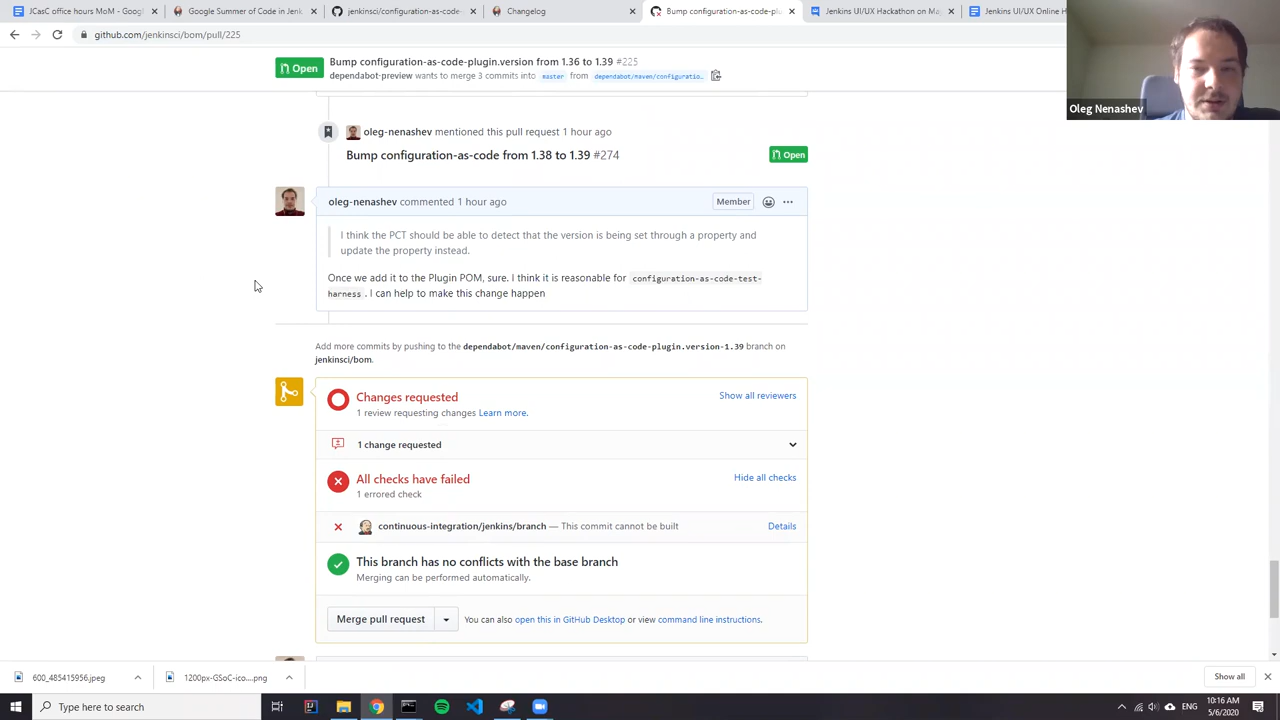 JCasC office hours MoM - Googl
Google Summer of Code in Jenk
jenkinsci/configuration-as-code-
Changelog
Bump configuration-as-code-plu
Jenkins UI/UX Hackathon on Ma
Jenkins UI/UX Online H
github.com/jenkinsci/bom/pull/225
Oleg Nenashev
Open
Bump configuration-as-code-plugin.version from 1.36 to 1.39 #225
dependabot-preview wants to merge 3 commits into master from dependabot/maven/configuratio...
oleg-nenashev mentioned this pull request 1 hour ago
Bump configuration-as-code from 1.38 to 1.39 #274
Open
oleg-nenashev commented 1 hour ago
Member
I think the PCT should be able to detect that the version is being set through a property and
update the property instead.
Once we add it to the Plugin POM, sure. I think it is reasonable for configuration-as-code-test-
harness . I can help to make this change happen
Add more commits by pushing to the dependabot/maven/configuration-as-code-plugin.version-1.39 branch on
jenkinsci/bom.
Changes requested
Show all reviewers
1 review requesting changes Learn more.
1 change requested
All checks have failed
Hide all checks
1 errored check
continuous-integration/jenkins/branch — This commit cannot be built
Details
This branch has no conflicts with the base branch
Merging can be performed automatically.
Merge pull request
You can also open this in GitHub Desktop or view command line instructions.
600_485415956.jpeg
1200px-GSoC-ico....png
Show all
Type here to search
10:16 AM
5/6/2020